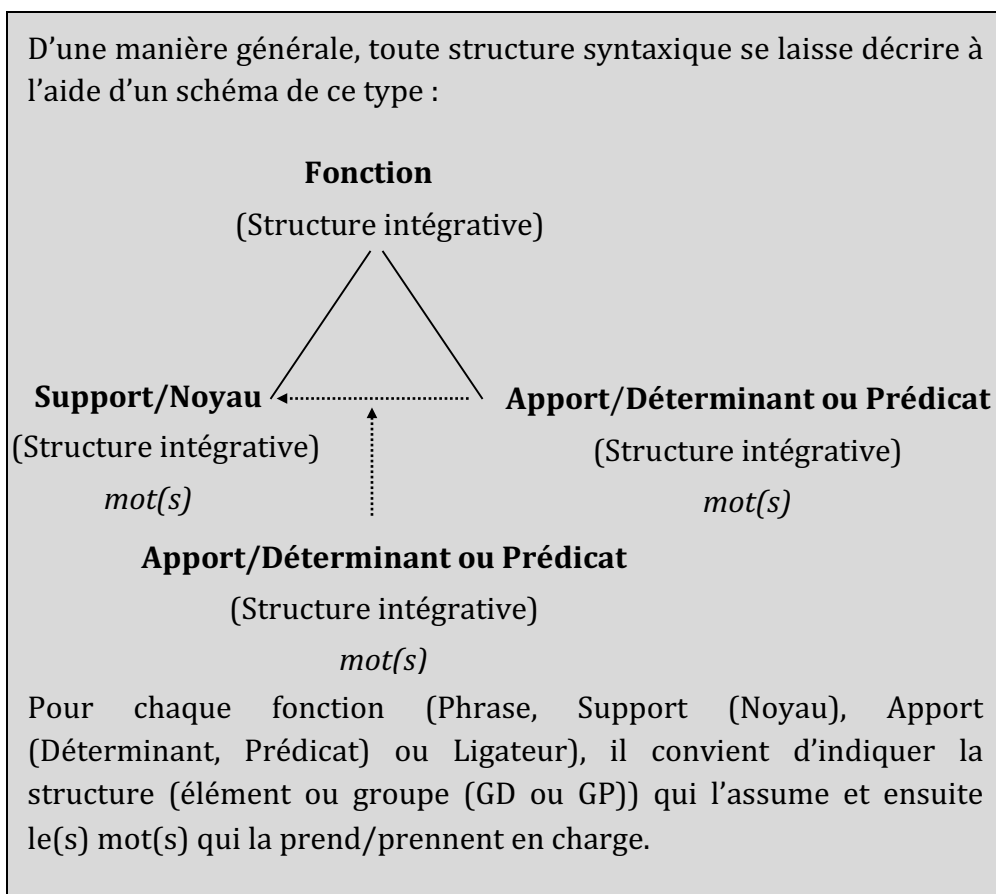 D’une manière générale, toute structure syntaxique se laisse décrire à
l’aide d’un schéma de ce type :
Fonction
(Structure intégrative)
Support/Noyau
Apport/Déterminant ou Prédicat
(Structure intégrative)
(Structure intégrative)
mot(s)
mot(s)
Apport/Déterminant ou Prédicat
(Structure intégrative)
mot(s)
Pour chaque fonction (Phrase, Support (Noyau), Apport
(Déterminant, Prédicat) ou Ligateur), il convient d’indiquer la
structure (élément ou groupe (GD ou GP)) qui l’assume et ensuite
le(s) mot(s) qui la prend/prennent en charge.